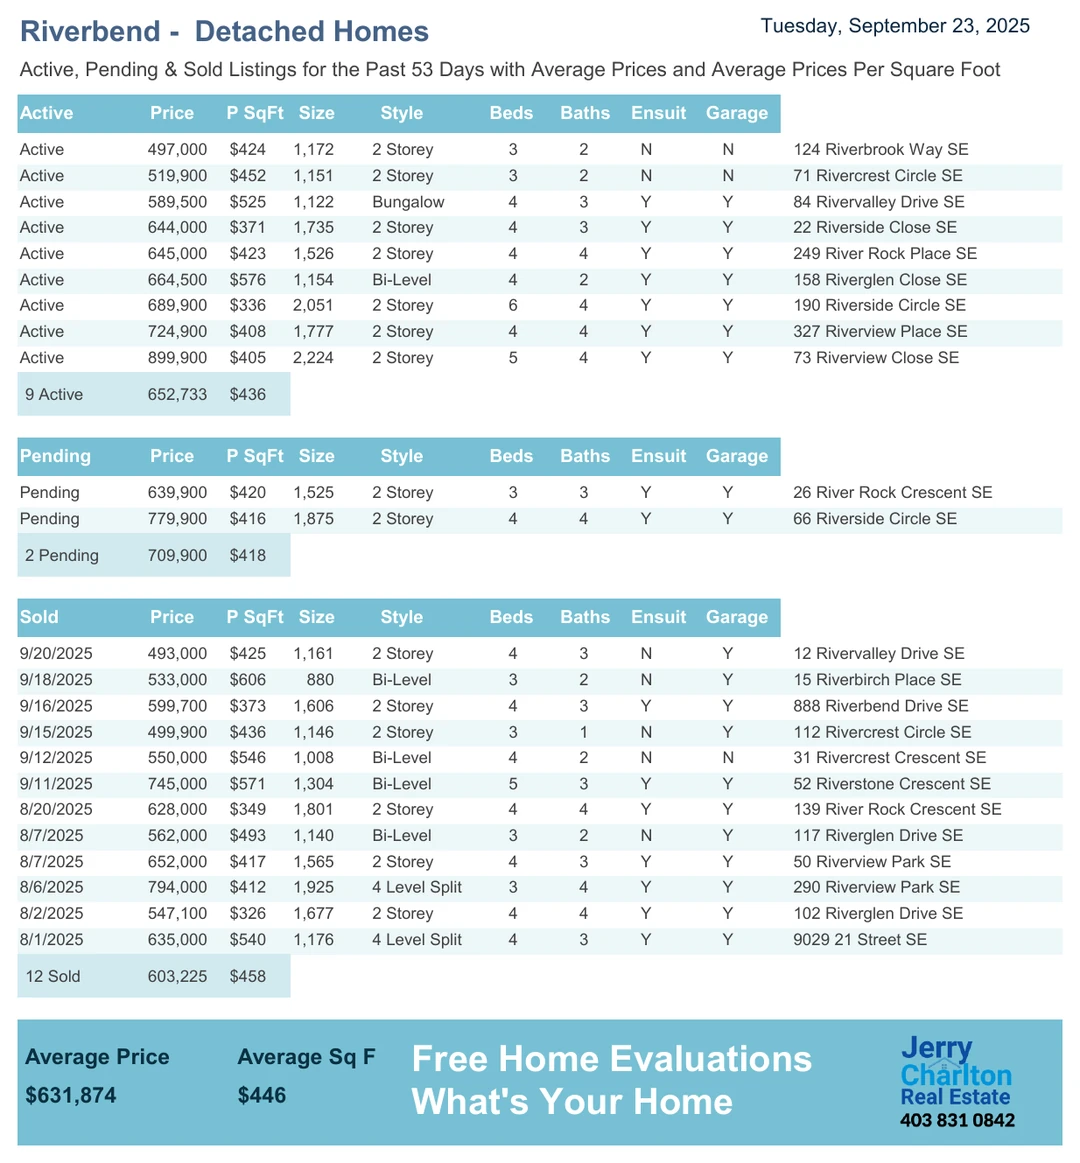 Riverbend -  Detached Homes
Tuesday, September 23, 2025
Active, Pending & Sold Listings for the Past 53 Days with Average Prices and Average Prices Per Square Foot
Active Price P SqFt Size Style Beds Baths Ensuit Garage
Active 497,000 $424 1,172 2 Storey 3 2 N N 124 Riverbrook Way SE
Active 519,900 $452 1,151 2 Storey 3 2 N N 71 Rivercrest Circle SE
Active 589,500 $525 1,122 Bungalow 4 3 Y Y 84 Rivervalley Drive SE
Active 644,000 $371 1,735 2 Storey 4 3 Y Y 22 Riverside Close SE
Active 645,000 $423 1,526 2 Storey 4 4 Y Y 249 River Rock Place SE
Active 664,500 $576 1,154 Bi-Level 4 2 Y Y 158 Riverglen Close SE
Active 689,900 $336 2,051 2 Storey 6 4 Y Y 190 Riverside Circle SE
Active 724,900 $408 1,777 2 Storey 4 4 Y Y 327 Riverview Place SE
Active 899,900 $405 2,224 2 Storey 5 4 Y Y 73 Riverview Close SE
9 Active 652,733 $436
Pending Price P SqFt Size Style Beds Baths Ensuit Garage
Pending 639,900 $420 1,525 2 Storey 3 3 Y Y 26 River Rock Crescent SE
Pending 779,900 $416 1,875 2 Storey 4 4 Y Y 66 Riverside Circle SE
2 Pending 709,900 $418
Sold Price P SqFt Size Style Beds Baths Ensuit Garage
9/20/2025 493,000 $425 1,161 2 Storey 4 3 N Y 12 Rivervalley Drive SE
9/18/2025 533,000 $606 880 Bi-Level 3 2 N Y 15 Riverbirch Place SE
9/16/2025 599,700 $373 1,606 2 Storey 4 3 Y Y 888 Riverbend Drive SE
9/15/2025 499,900 $436 1,146 2 Storey 3 1 N Y 112 Rivercrest Circle SE
9/12/2025 550,000 $546 1,008 Bi-Level 4 2 N N 31 Rivercrest Crescent SE
9/11/2025 745,000 $571 1,304 Bi-Level 5 3 Y Y 52 Riverstone Crescent SE
8/20/2025 628,000 $349 1,801 2 Storey 4 4 Y Y 139 River Rock Crescent SE
8/7/2025 562,000 $493 1,140 Bi-Level 3 2 N Y 117 Riverglen Drive SE
8/7/2025 652,000 $417 1,565 2 Storey 4 3 Y Y 50 Riverview Park SE
8/6/2025 794,000 $412 1,925 4 Level Split 3 4 Y Y 290 Riverview Park SE
8/2/2025 547,100 $326 1,677 2 Storey 4 4 Y Y 102 Riverglen Drive SE
8/1/2025 635,000 $540 1,176 4 Level Split 4 3 Y Y 9029 21 Street SE
12 Sold 603,225 $458
Average Price Average Sq F
$631,874 $446
Free Home Evaluations
What's Your Home
Jerry
Charlton
Real Estate
403 831 0842